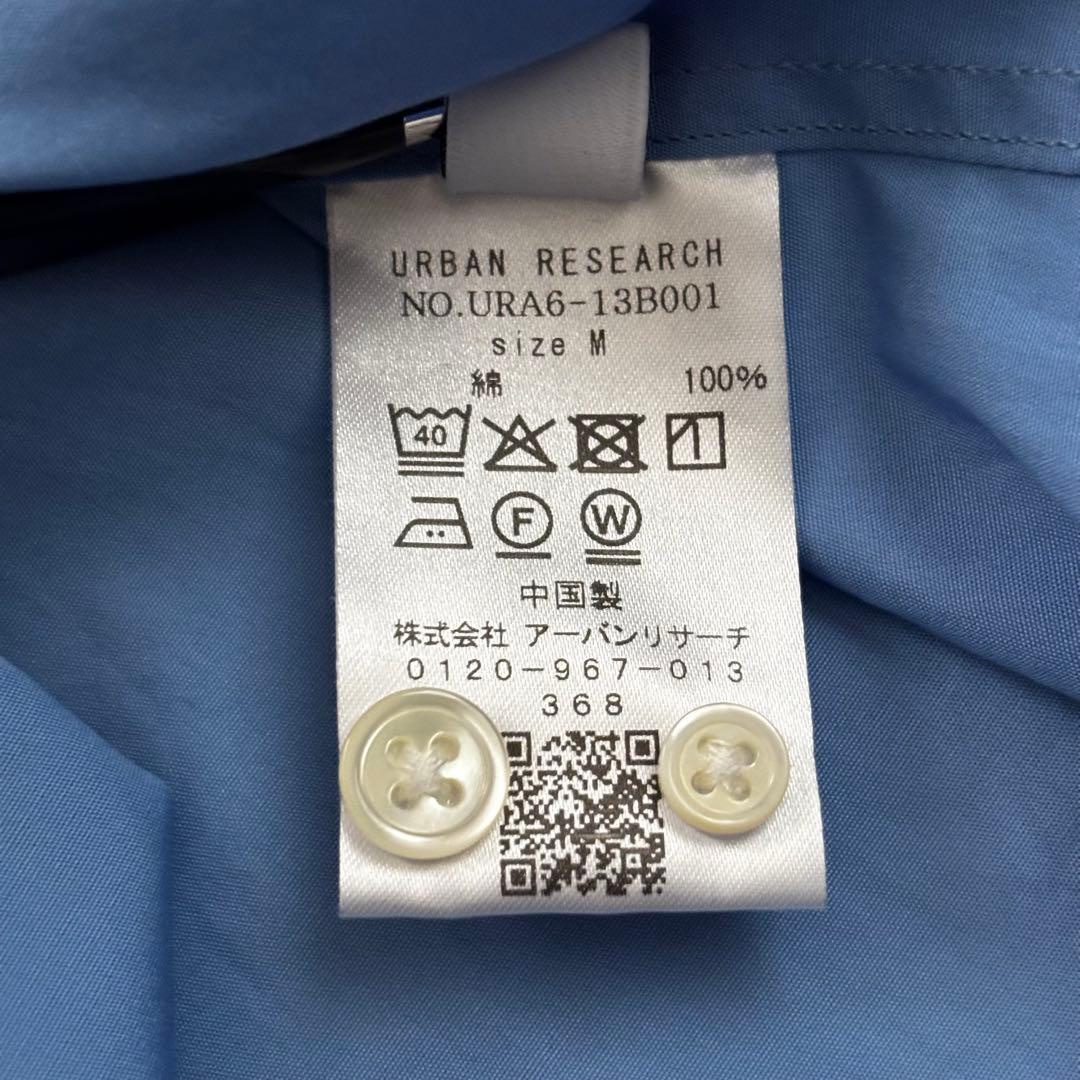 URBAN RESEARCH
NO.URA6-13B001
size M
綿 100%
40
F W
中国製
株式会社 アーバンリサーチ
0120-967-013
368